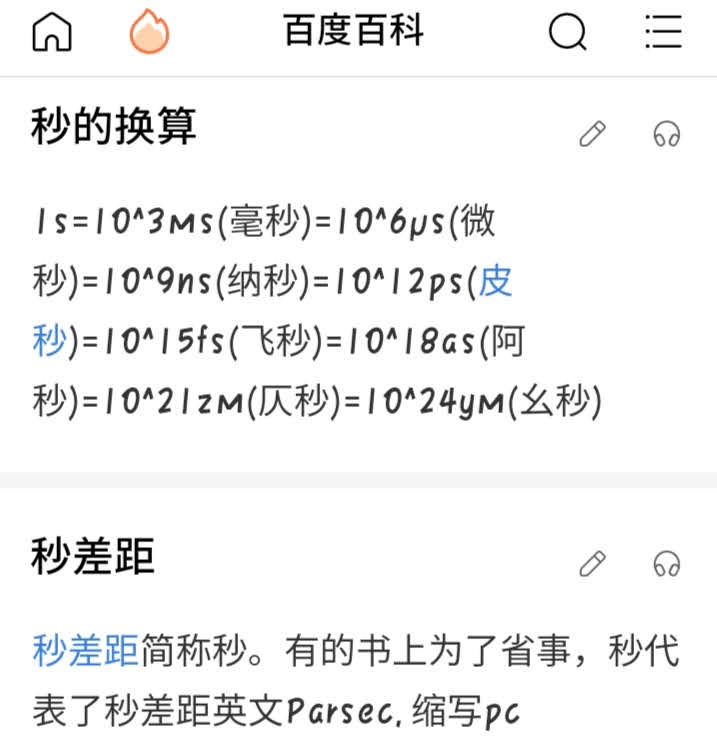 百度百科
秒的换算
1s=10^3ms(毫秒)=10^6μs(微
秒)=10^9ns(纳秒)=10^12ps(皮
秒)=10^15fs(飞秒)=10^18as(阿
秒)=10^21zm(仄秒)=10^24ym(幺秒)
秒差距
秒差距简称秒。有的书上为了省事，秒代
表了秒差距英文Parsec,缩写pc